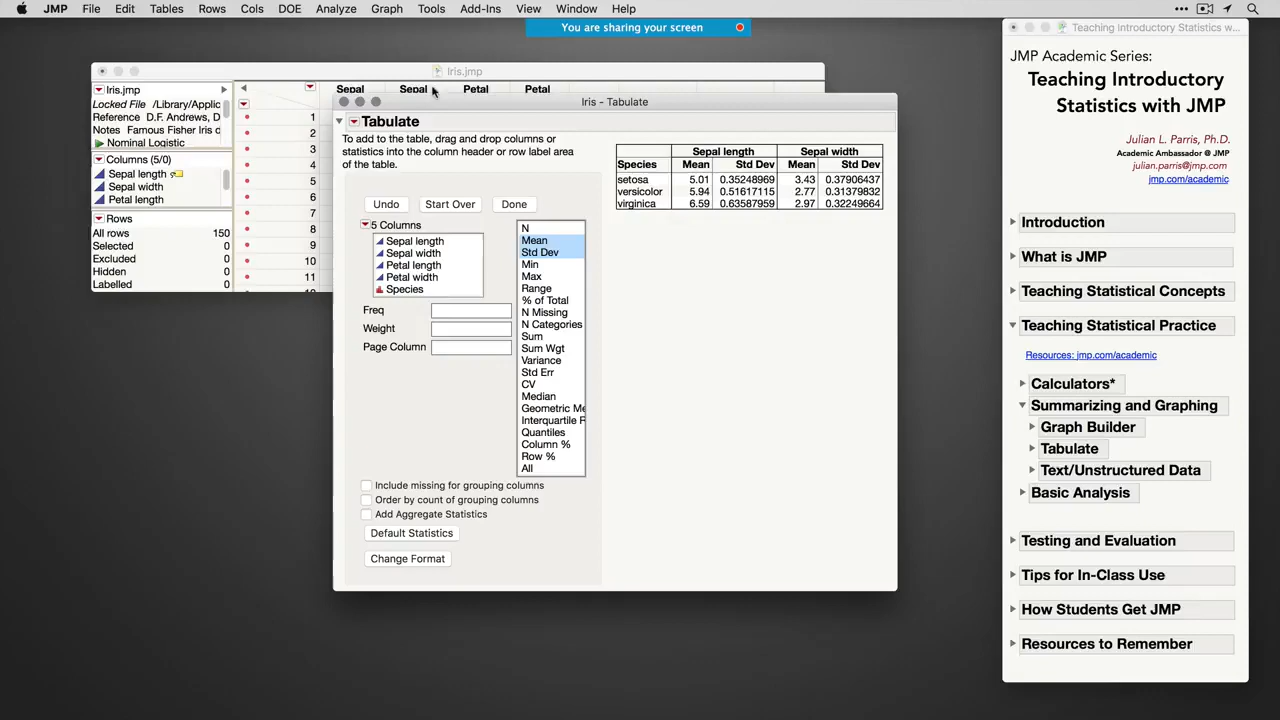 JMP File Edit Tables Rows Cols DOE Analyze Graph Tools Add-Ins View Window Help
You are sharing your screen
Iris.jmp
Iris.jmp
Locked File /Library/Applic
Reference D.F. Andrews, D
Notes Famous Fisher Iris d
Nominal Logistic
Columns (5/0)
Sepal length
Sepal width
Petal length
Rows
All rows 150
Selected 0
Excluded 0
Hidden 0
Labelled 0
Sepal Sepal Petal Petal
1
2
3
4
5
6
7
8
9
10
11
Iris - Tabulate
Tabulate
To add to the table, drag and drop columns or
statistics into the column header or row label area
of the table.
Undo Start Over Done
5 Columns
Sepal length
Sepal width
Petal length
Petal width
Species
Freq
Weight
Page Column
N
Mean
Std Dev
Min
Max
Range
% of Total
N Missing
N Categories
Sum
Sum Wgt
Variance
Std Err
CV
Median
Geometric Me
Interquartile R
Quantiles
Column %
Row %
All
Include missing for grouping columns
Order by count of grouping columns
Add Aggregate Statistics
Default Statistics
Change Format
Sepal length Sepal width
Species Mean Std Dev Mean Std Dev
setosa 5.01 0.35248969 3.43 0.37906437
versicolor 5.94 0.51617115 2.77 0.31379832
virginica 6.59 0.63587959 2.97 0.32249664
Teaching Introductory Statistics w...
JMP Academic Series:
Teaching Introductory
Statistics with JMP
Julian L. Parris, Ph.D.
Academic Ambassador @ JMP
julian.parris@jmp.com
jmp.com/academic
Introduction
What is JMP
Teaching Statistical Concepts
Teaching Statistical Practice
Resources: jmp.com/academic
Calculators*
Summarizing and Graphing
Graph Builder
Tabulate
Text/Unstructured Data
Basic Analysis
Testing and Evaluation
Tips for In-Class Use
How Students Get JMP
Resources to Remember